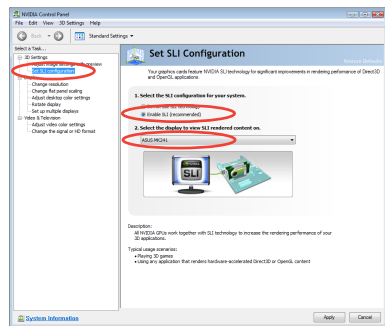 NVIDIA Control Panel
File Edit View 3D Settings Help
Back
Standard Settings
Select a Task...
3D Settings
Set SLI configuration
Change resolution
Change flat panel scaling
Adjust desktop color settings
Rotate display
Set up multiple displays
Video & Television
Adjust video color settings
Change the signal or HD format
Set SLI Configuration
Restore Defaults
Your graphics cards feature NVIDIA SLI technology for significant improvements in rendering performance of Direct3D
and OpenGL applications.
1. Select the SLI configuration for your system.
Enable SLI (recommended)
2. Select the display to view SLI rendered content on.
ASUS MK241
SLI
Description:
All NVIDIA GPUs work together with SLI technology to increase the rendering performance of your
3D applications.
Typical usage scenarios:
• Playing 3D games
• Using any application that renders hardware-accelerated Direct3D or OpenGL content
System Information
Apply
Cancel